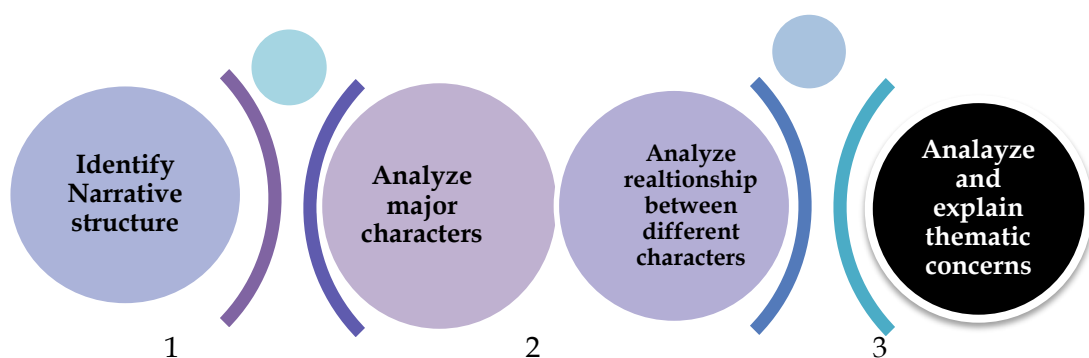 Identify
Narrative
structure
Analyze
major
characters
Analyze
realtionship
between
different
characters
Analayze
and
explain
thematic
concerns
1
2
3